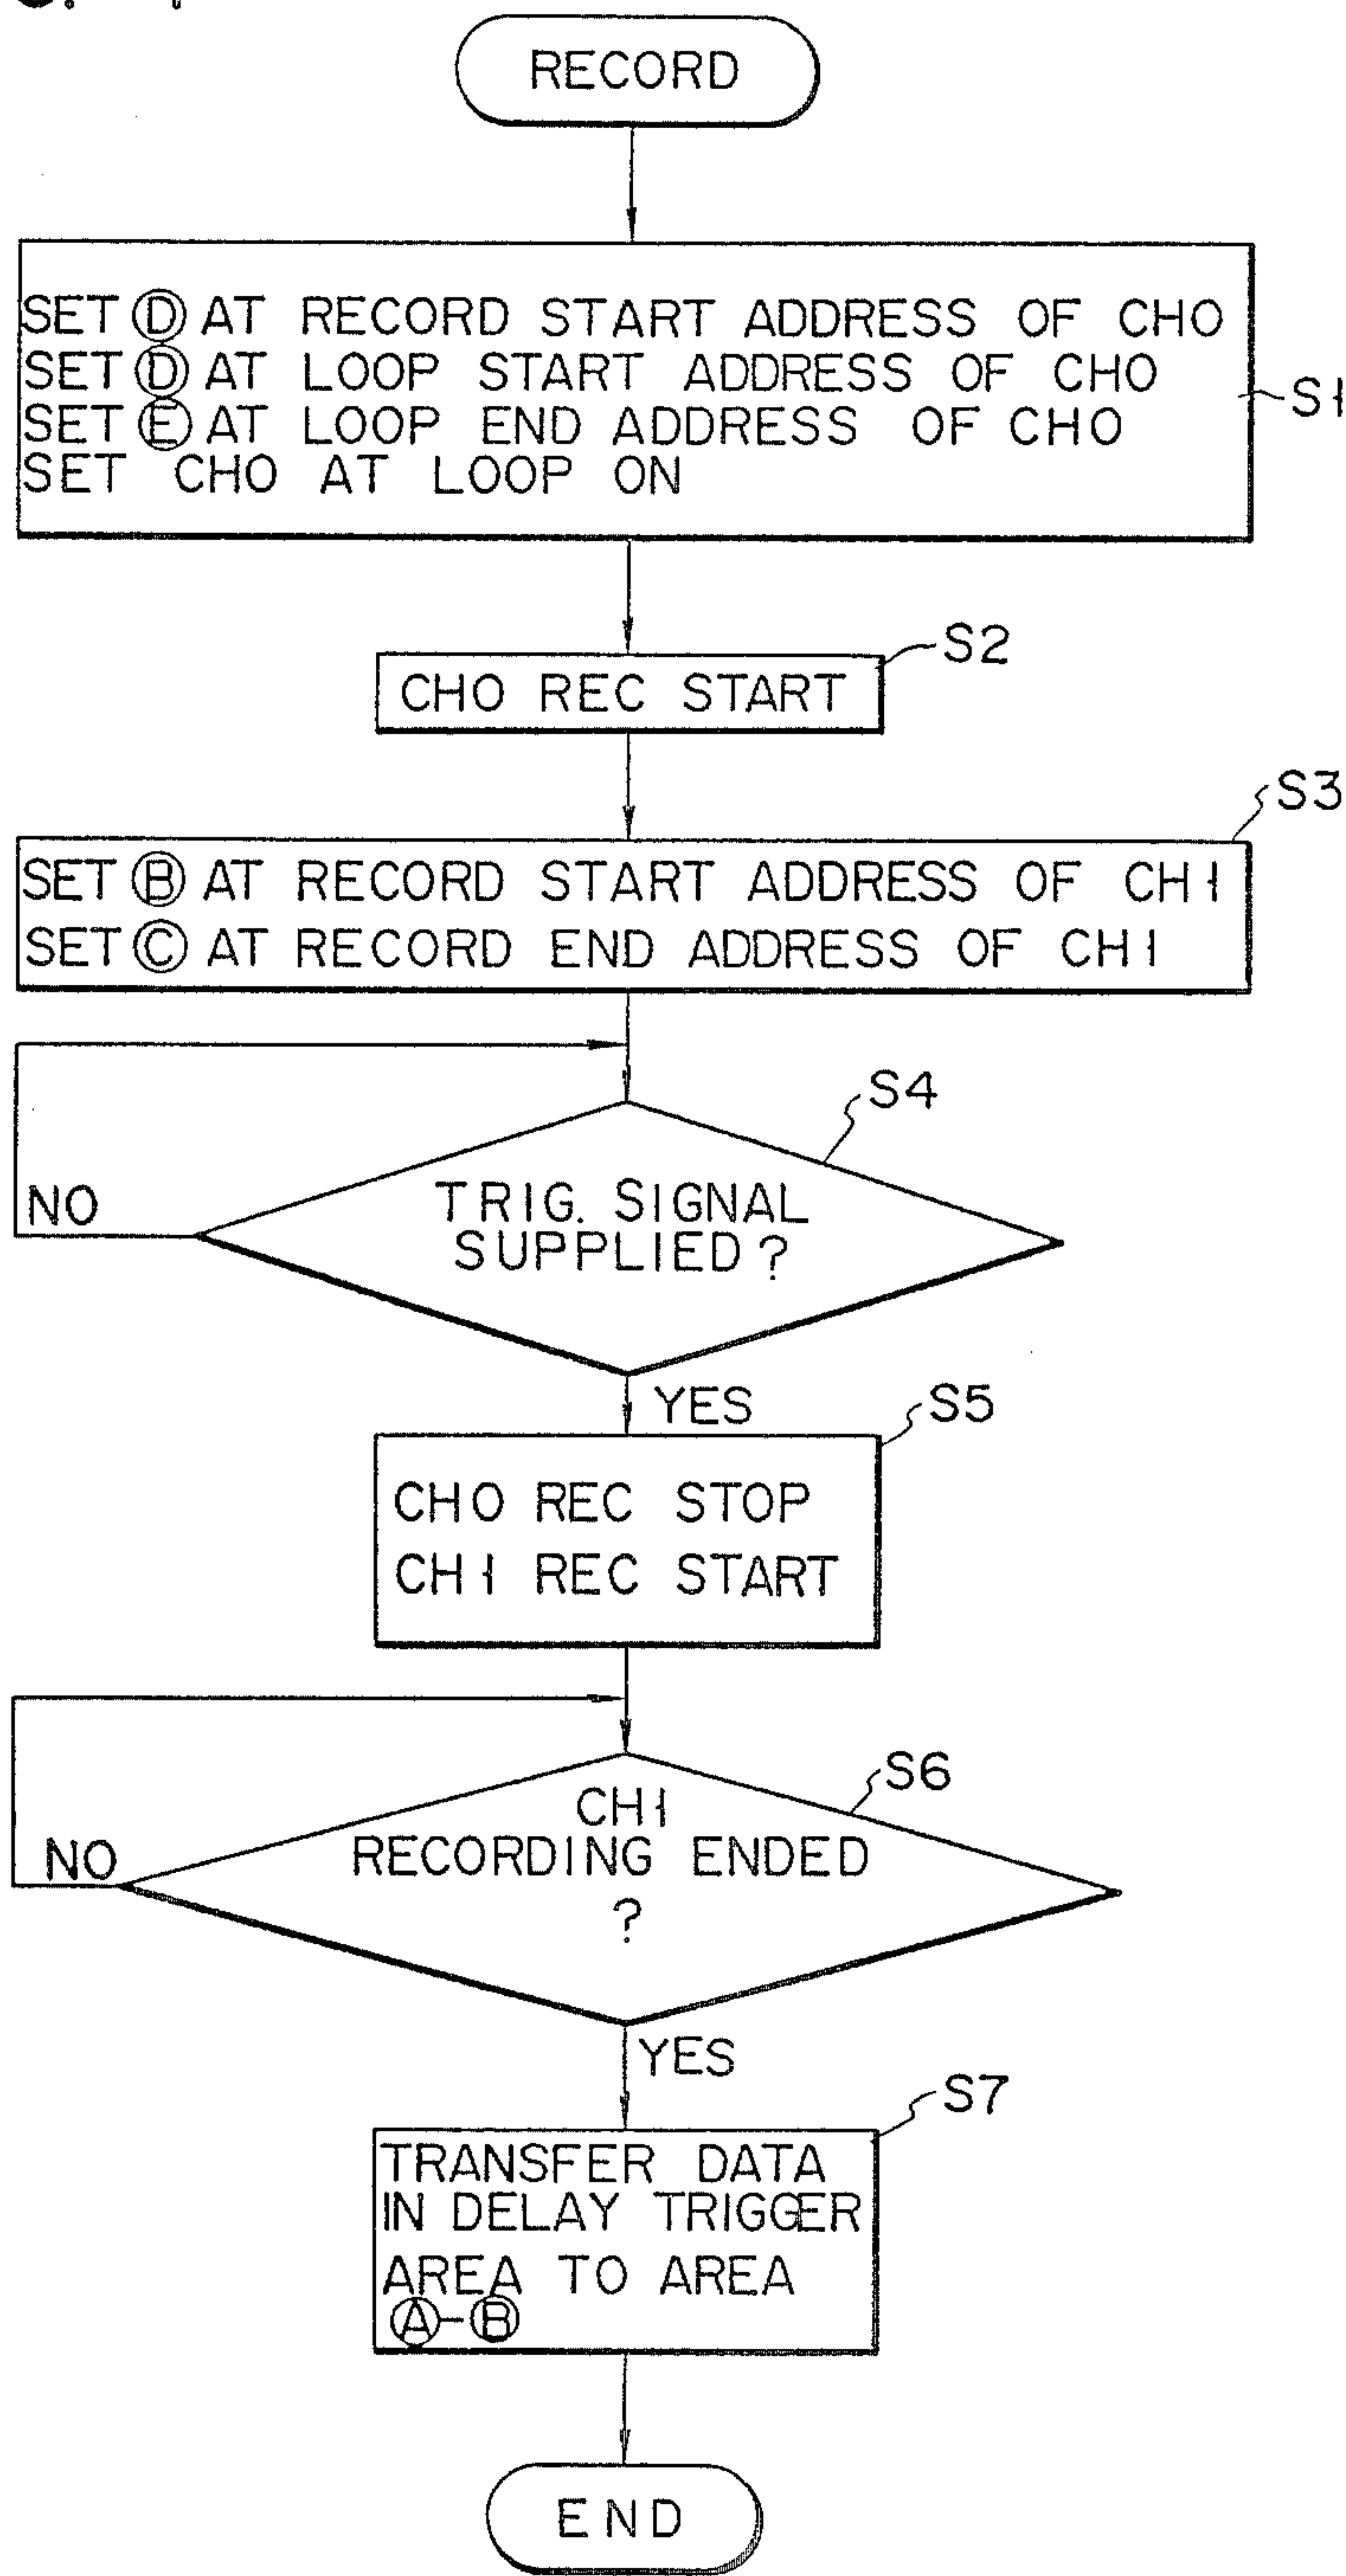 RECORD
SET Ⓓ AT RECORD START ADDRESS OF CH0
SET Ⓓ AT LOOP START ADDRESS OF CH0
SET Ⓔ AT LOOP END ADDRESS OF CH0
SET CH0 AT LOOP ON
S1
S2
CH0 REC START
S3
SET Ⓑ AT RECORD START ADDRESS OF CH1
SET Ⓒ AT RECORD END ADDRESS OF CH1
S4
NO
TRIG. SIGNAL
SUPPLIED?
YES
S5
CH0 REC STOP
CH1 REC START
S6
CH1
NO
RECORDING ENDED
?
YES
S7
TRANSFER DATA
IN DELAY TRIGGER
AREA TO AREA
Ⓐ-Ⓑ
END